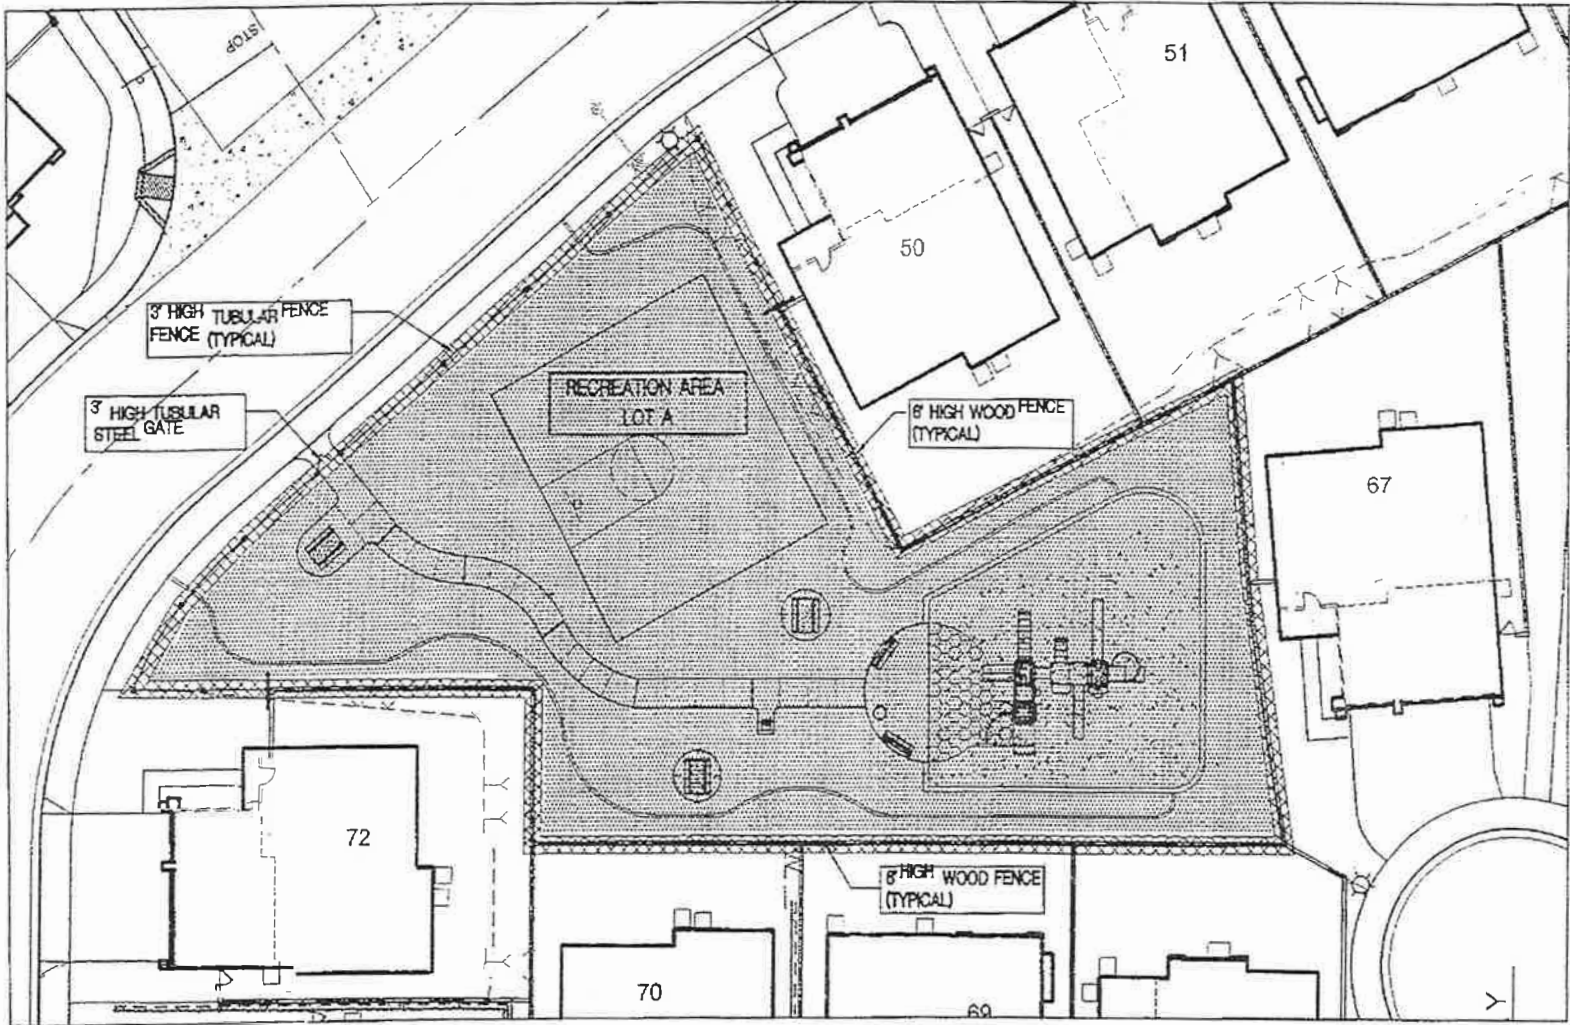 STOP
51
50
3' HIGH TUBULAR FENCE
FENCE (TYPICAL)
RECREATION AREA
LOT A
3' HIGH TUBULAR
STEEL GATE
6' HIGH WOOD FENCE
(TYPICAL)
67
72
6' HIGH WOOD FENCE
(TYPICAL)
70
69